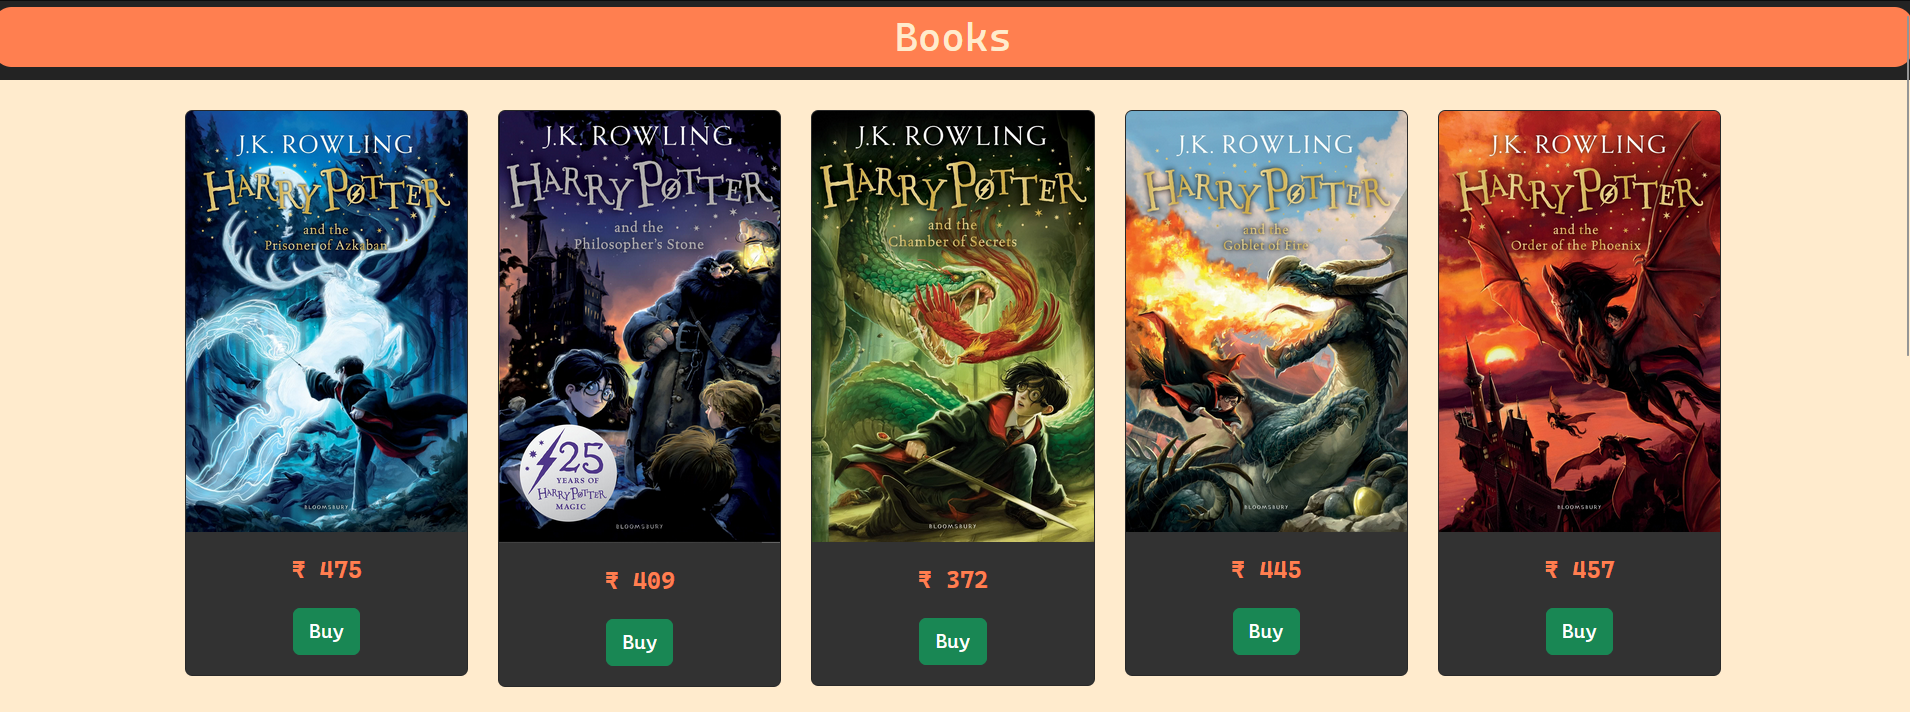 Books
J.K. ROWLING
HARRY POTTER
and the
Prisoner of Azkaban
BLOOMSBURY
₹ 475
Buy
J.K. ROWLING
HARRY POTTER
and the
Philosopher's Stone
25
YEARS OF
HARRY POTTER
MAGIC
BLOOMSBURY
₹ 409
Buy
J.K. ROWLING
HARRY POTTER
and the
Chamber of Secrets
BLOOMSBURY
₹ 372
Buy
J.K. ROWLING
HARRY POTTER
and the
Goblet of Fire
BLOOMSBURY
₹ 445
Buy
J.K. ROWLING
HARRY POTTER
and the
Order of the Phoenix
BLOOMSBURY
₹ 457
Buy